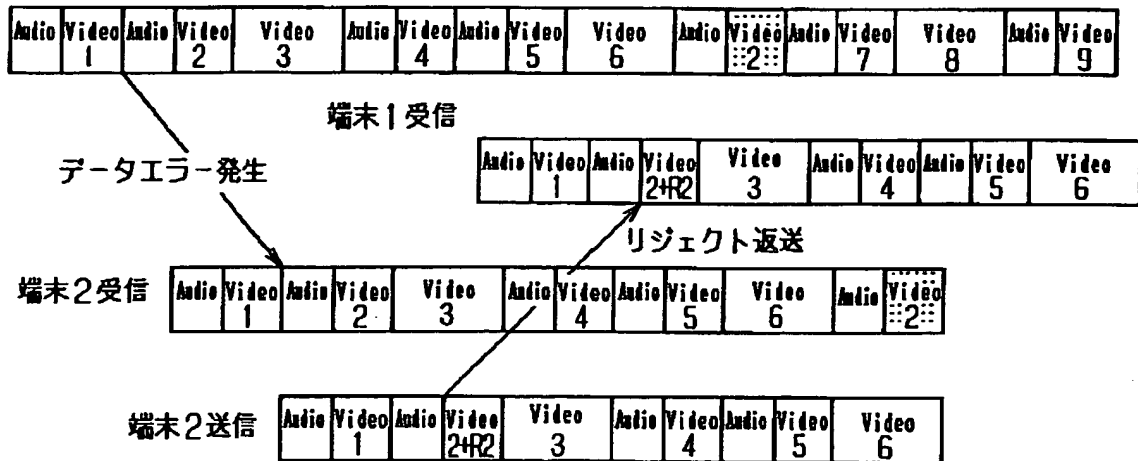 Audio Video Audio Video Video Audio Video Audio Video Video Audio Video Audio Video Video Audio Video
1 2 3 4 5 6 2 7 8 9
端末1受信
Audio Video Audio Video Video Audio Video Audio Video Video
1 2+R2 3 4 5 6
データエラー発生
リジェクト返送
端末2受信
Audio Video Audio Video Video Audio Video Audio Video Video Audio Video
1 2 3 4 5 6 2
端末2送信
Audio Video Audio Video Video Audio Video Audio Video Video
1 2+R2 3 4 5 6